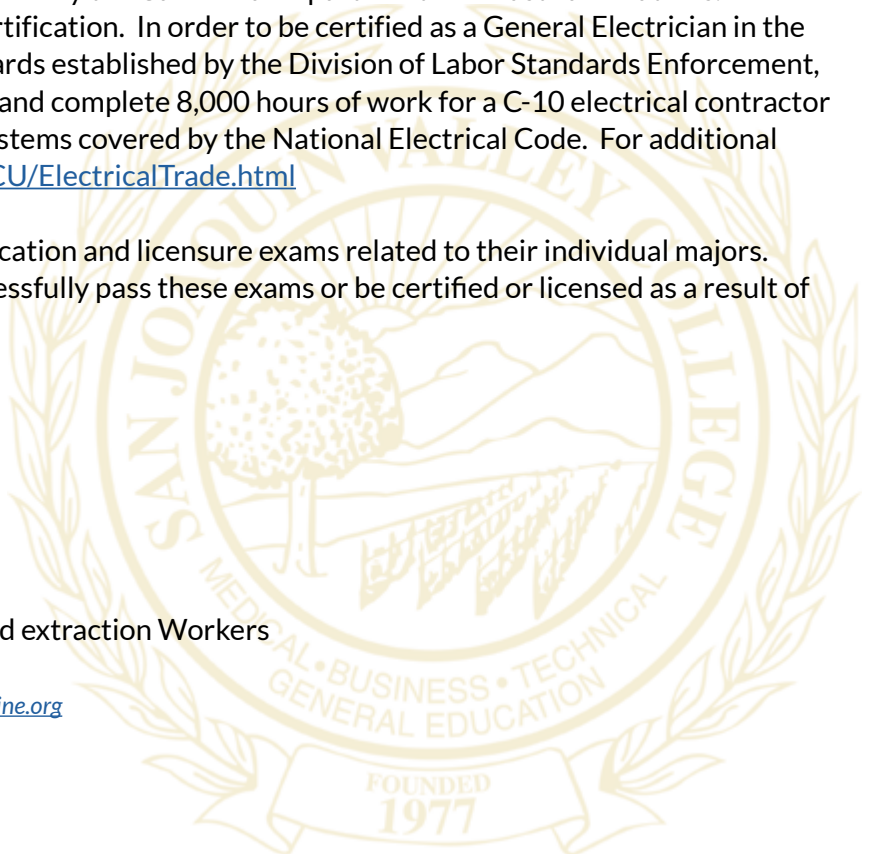 rtification. In order to be certified as a General Electrician in the
ards established by the Division of Labor Standards Enforcement,
and complete 8,000 hours of work for a C-10 electrical contractor
stems covered by the National Electrical Code. For additional
CU/ElectricalTrade.html
cation and licensure exams related to their individual majors.
essfully pass these exams or be certified or licensed as a result of
SAN JOAQUIN VALLEY COLLEGE
d extraction Workers
MEDICAL • BUSINESS • TECHNICAL
GENERAL EDUCATION
ine.org
FOUNDED
1977